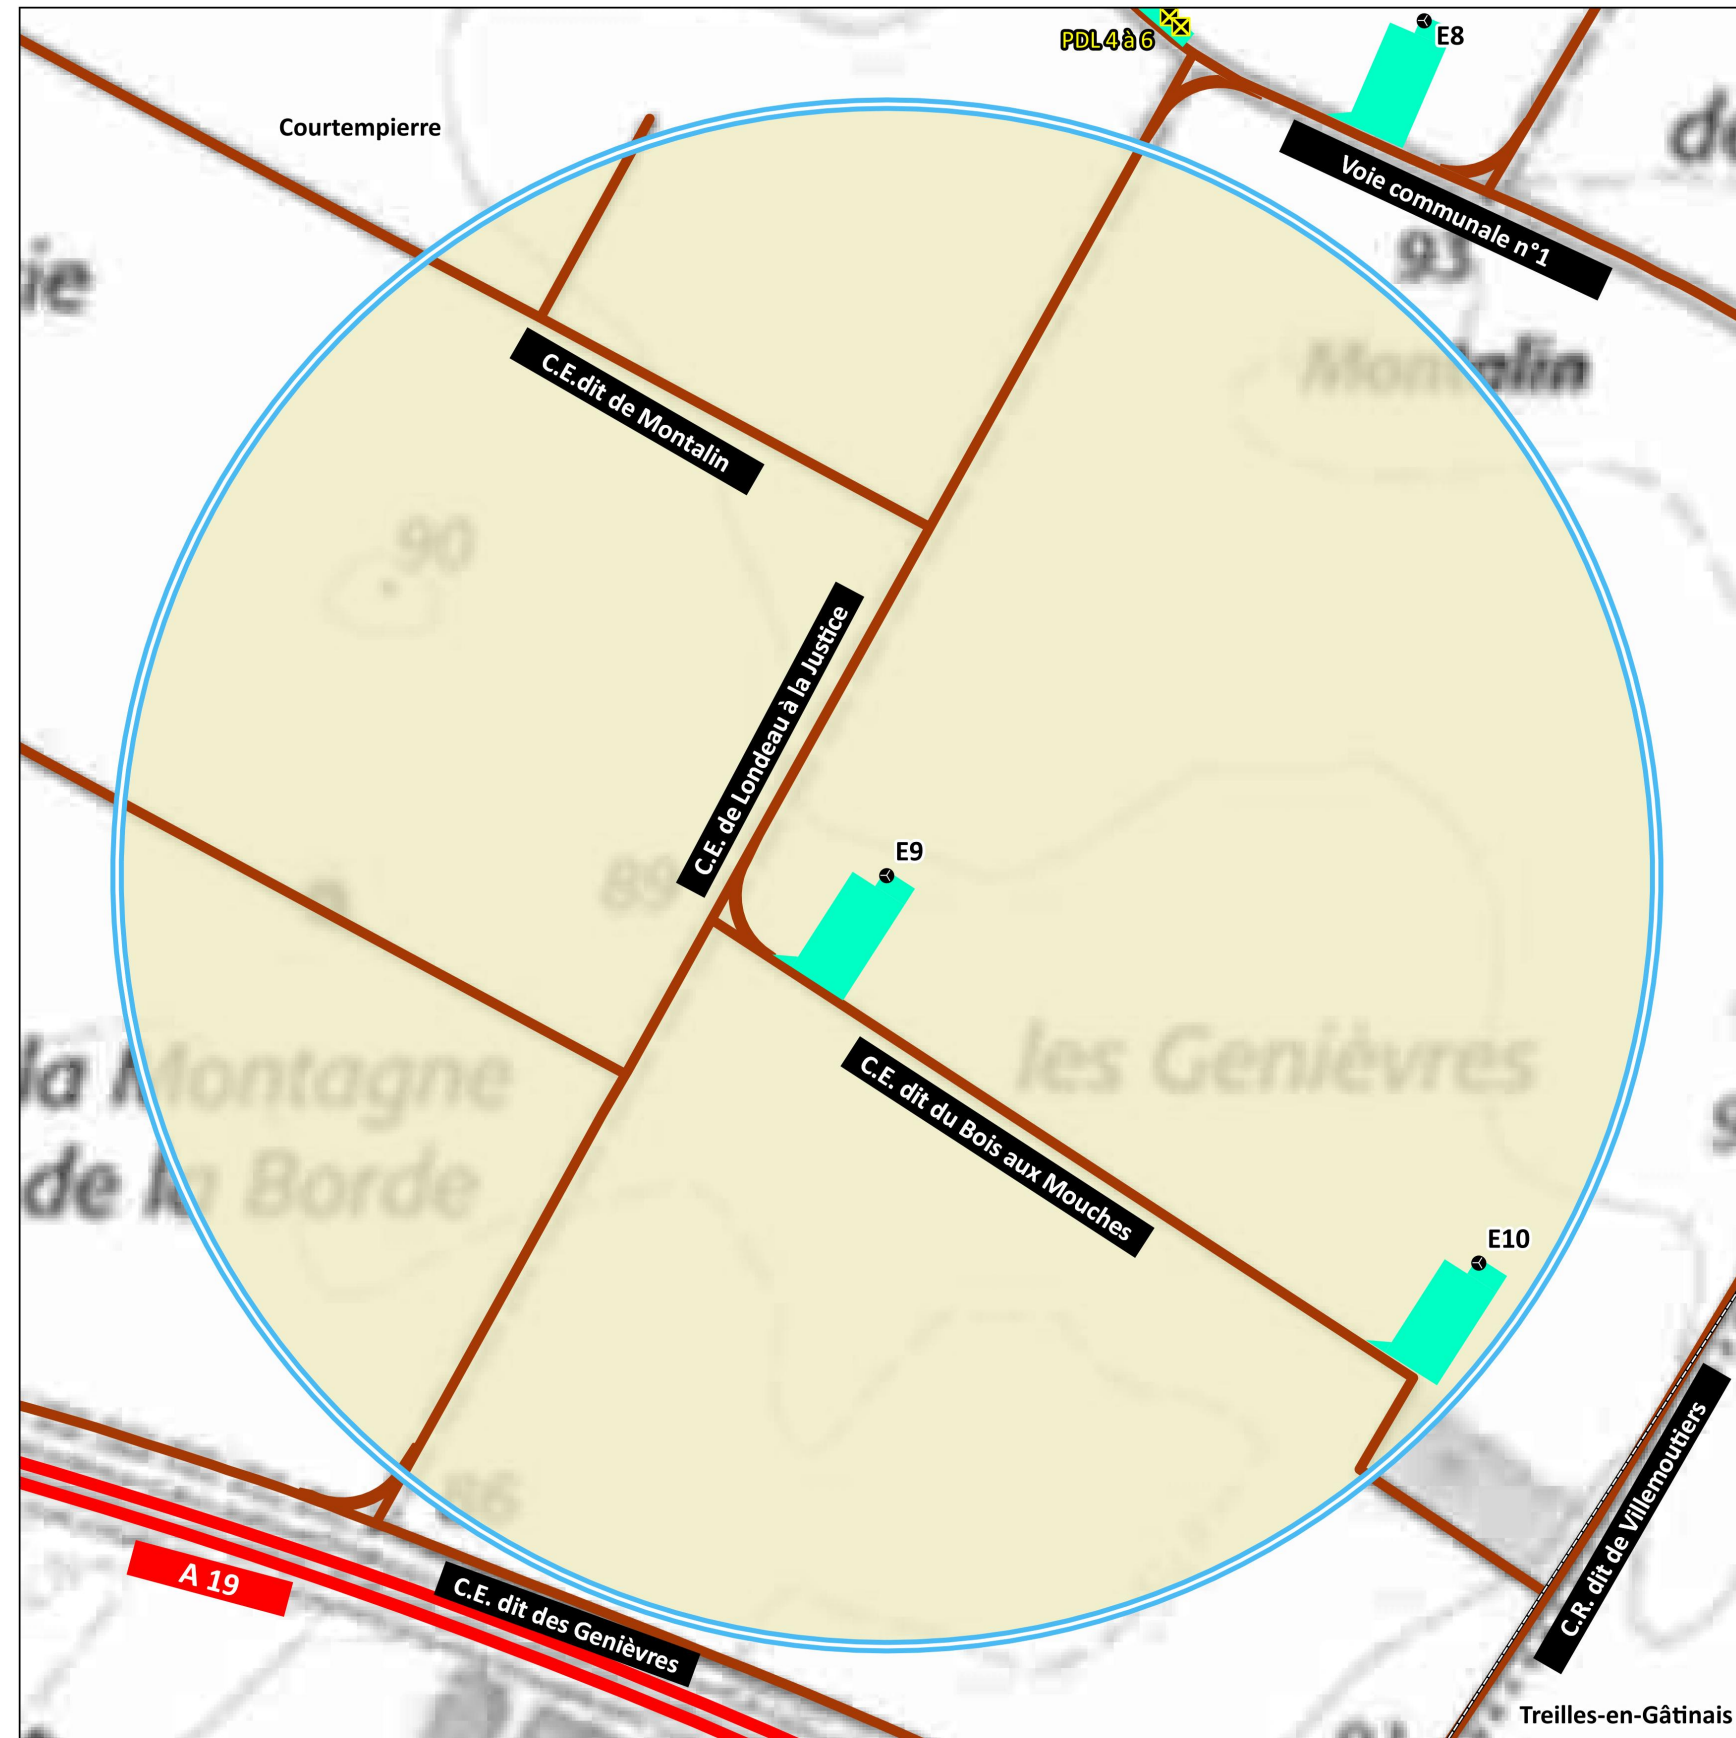 PDL 4 à 6
E8
Courtempierre
Voie communale n°1
93
Montalin
C.E.dit de Montalin
90
C.E. de Londeau à la Justice
E9
89
les Genièvres
la Montagne
de la Borde
C.E. dit du Bois aux Mouches
E10
86
A 19
C.E. dit des Genièvres
C.R. dit de Villemoutiers
Treilles-en-Gâtinais